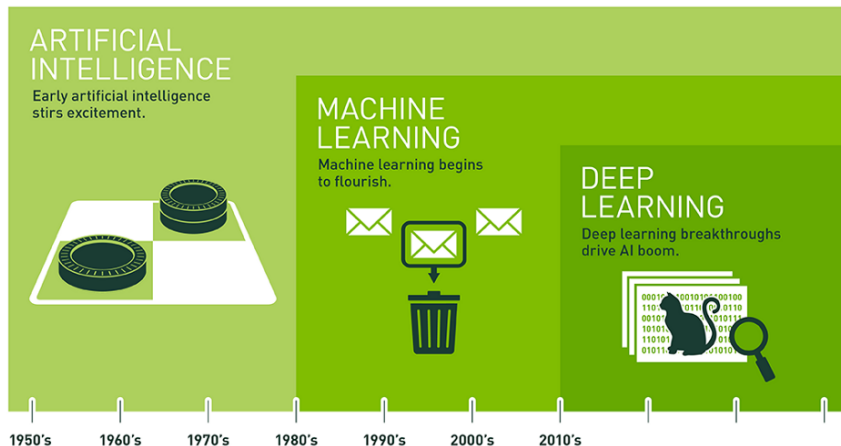 ARTIFICIAL
INTELLIGENCE
Early artificial intelligence
stirs excitement.
MACHINE
LEARNING
Machine learning begins
to flourish.
DEEP
LEARNING
Deep learning breakthroughs
drive AI boom.
1950's 1960's 1970's 1980's 1990's 2000's 2010's